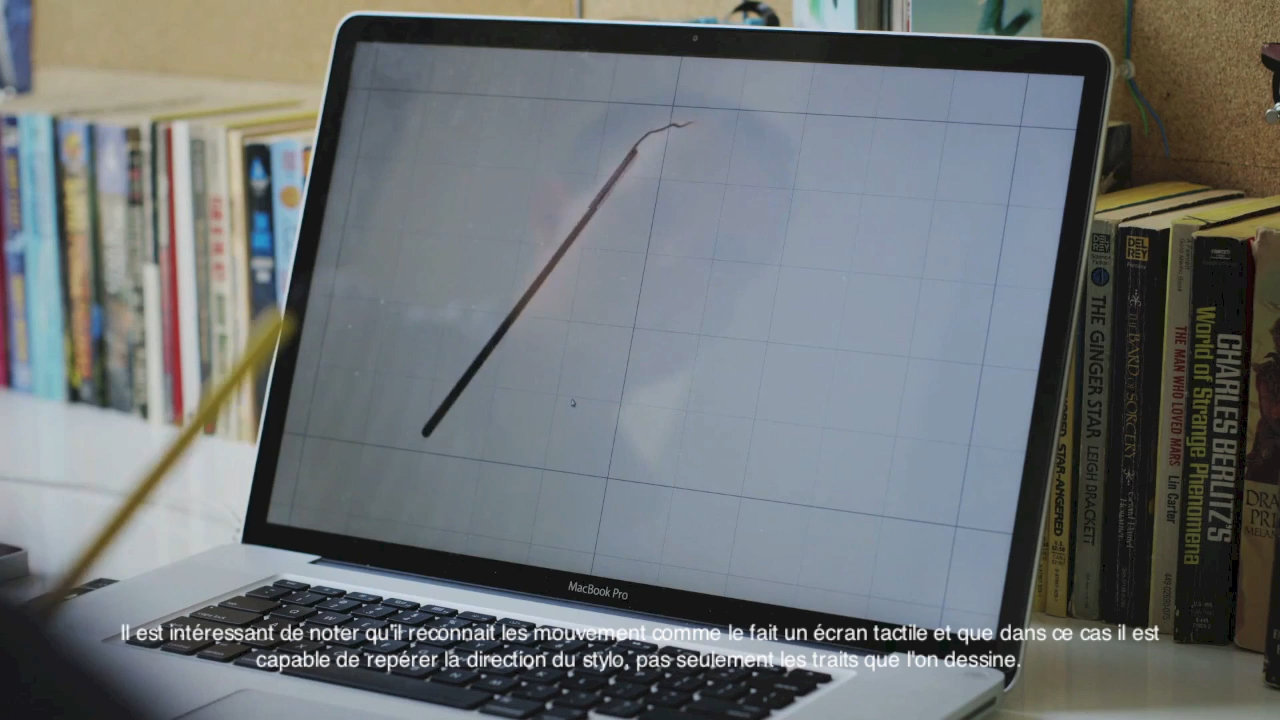 MacBook Pro
DEL REY
THE GINGER STAR LEIGH BRACKETT
DEL REY
THE BARD OF SORCERY
THE MAN WHO LOVED MARS Lin Carter
CHARLES BERLITZ'S
World of Strange Phenomena
Il est intéressant de noter qu'il reconnait les mouvement comme le fait un écran tactile et que dans ce cas il est
capable de repérer la direction du stylo, pas seulement les traits que l'on dessine.